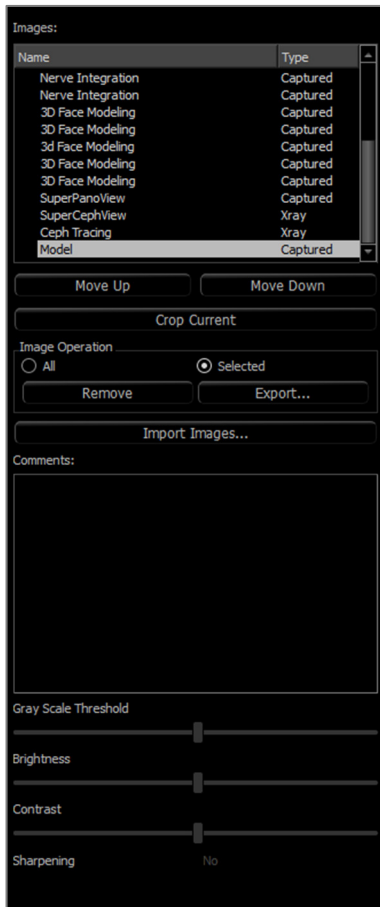 Images:
Name Type
Nerve Integration Captured
Nerve Integration Captured
3D Face Modeling Captured
3D Face Modeling Captured
3d Face Modeling Captured
3D Face Modeling Captured
3D Face Modeling Captured
SuperPanoView Captured
SuperCephView Xray
Ceph Tracing Xray
Model Captured
Move Up Move Down
Crop Current
Image Operation
All Selected
Remove Export...
Import Images...
Comments:
Gray Scale Threshold
Brightness
Contrast
Sharpening No